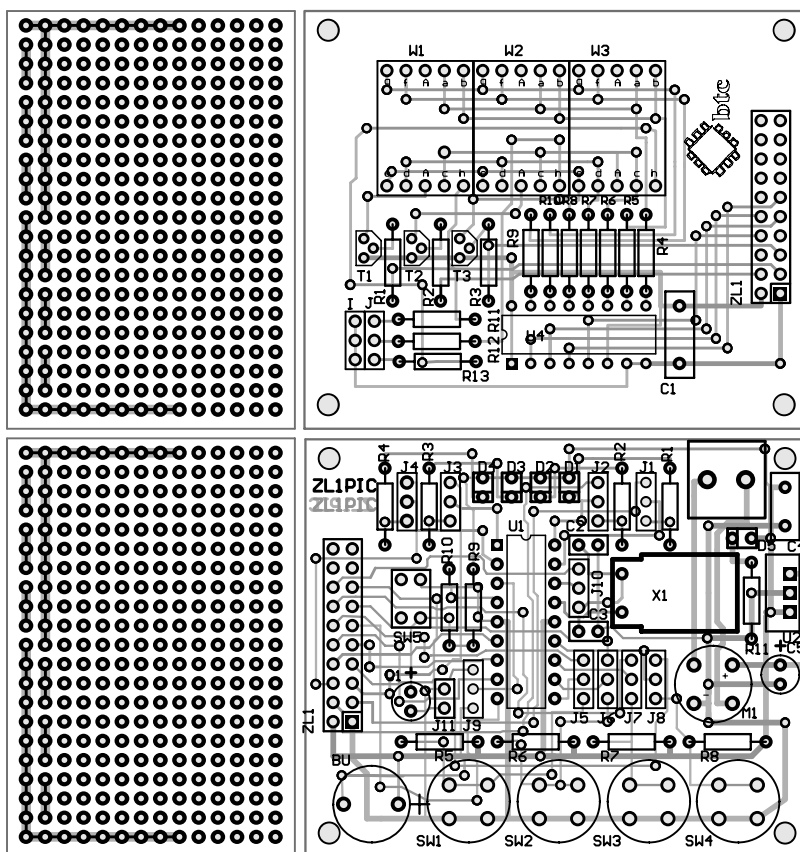 W1 W2 W3
g f A a b g f A a b g f A a b
btc
e d A c h g d A c h g d A c h
R10 R8 R7 R6 R5
R9 R4
T1 T2 T3
R1 R2 R3
ZL1
I J R11
U4
R12
R13
C1
R4 R3 D4 D3 D2 D1 R2 R1
J4 J3 J2 J1
ZL1PIC
ZL9PIC
U1 C2
D5
R10 R9
J10
X1
SW5
C3
U2
R11 C5
Q1 +
+
-
M1
ZL1
J11 J9 J5 J6 J7 J8
R5 R6 R7 R8
BU
+
SW1 SW2 SW3 SW4